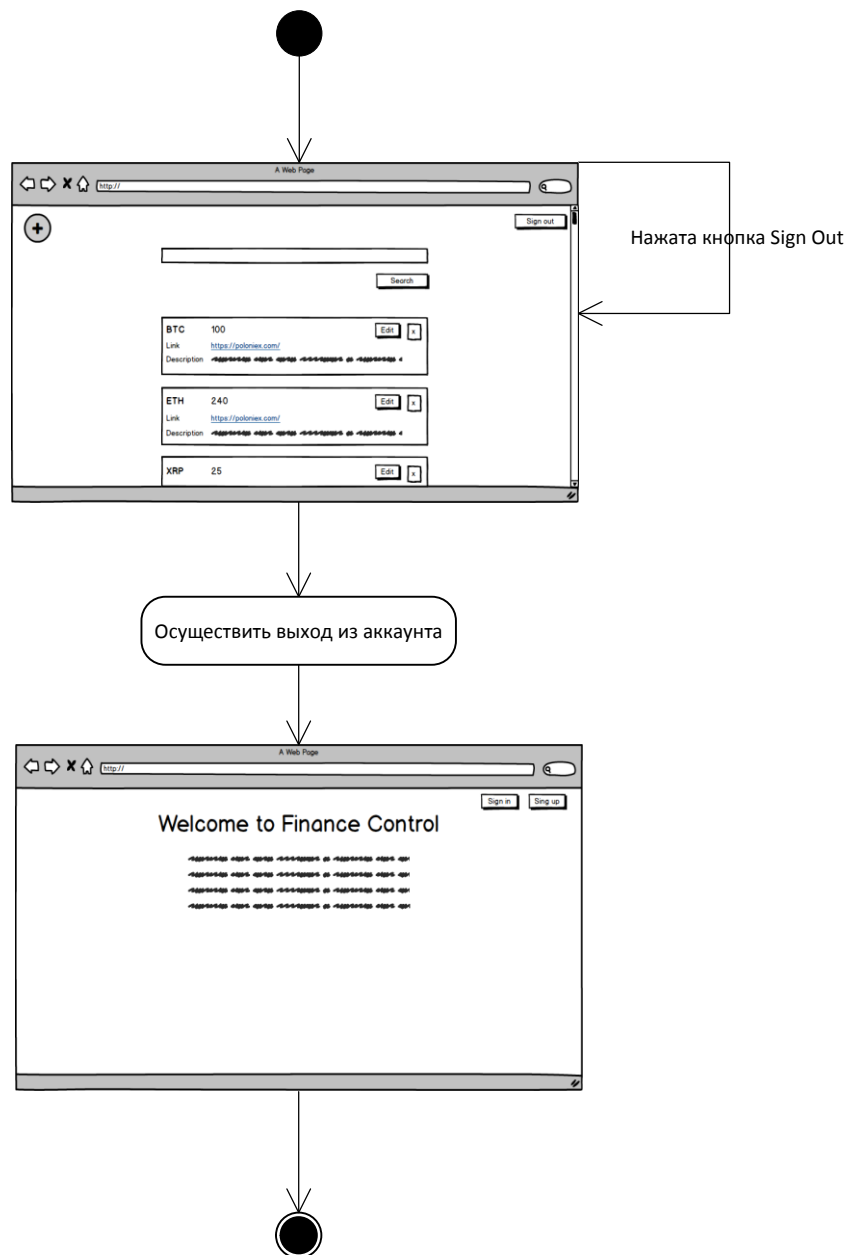 A Web Page
http://
Sign out
Нажата кнопка Sign Out
Search
BTC 100 Edit x
Link https://poloniex.com/
Description
ETH 240 Edit x
Link https://poloniex.com/
Description
XRP 25 Edit x
Осуществить выход из аккаунта
A Web Page
http://
Sign in Sing up
Welcome to Finance Control